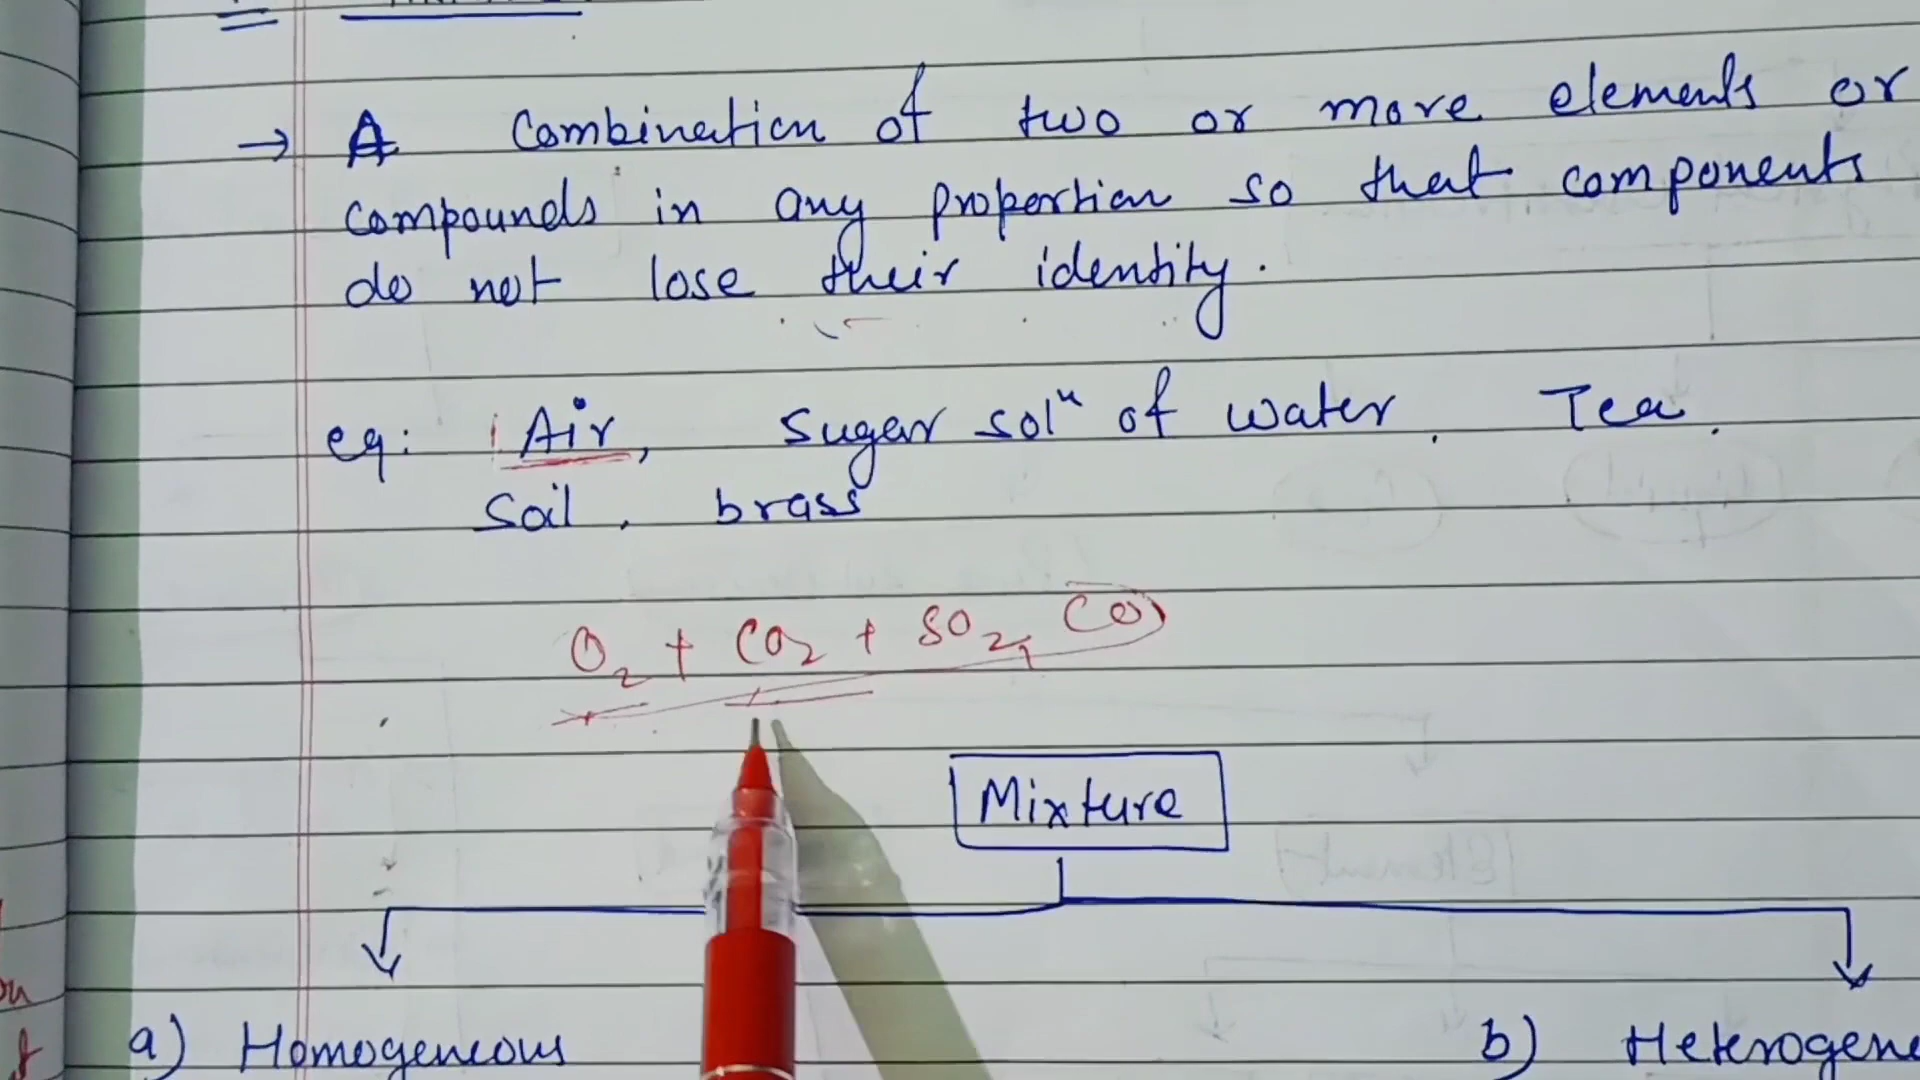 → A Combination of two or more elements or
compounds in any proportion so that components
do not lose their identity.
eg: Air, Sugar solⁿ of water. Tea.
Soil, brass
O₂ + CO₂ + SO₂, CO
Mixture
a) Homogeneous b) Heterogene